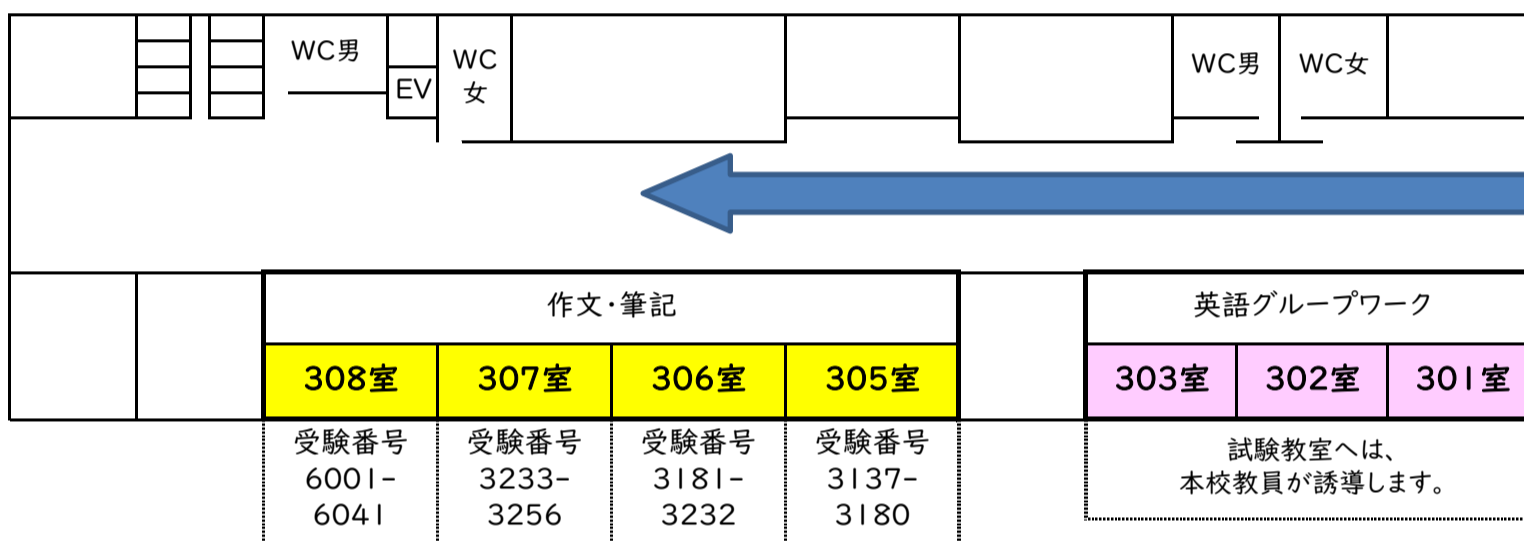 WC男
EV
WC
女
WC男
WC女
作文・筆記
英語グループワーク
308室
307室
306室
305室
303室
302室
301室
受験番号
6001-
6041
受験番号
3233-
3256
受験番号
3181-
3232
受験番号
3137-
3180
試験教室へは、
本校教員が誘導します。